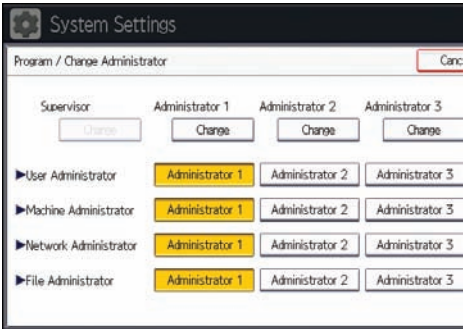 System Settings
Program / Change Administrator Canc
Supervisor Administrator 1 Administrator 2 Administrator 3
Change Change Change Change
►User Administrator Administrator 1 Administrator 2 Administrator 3
►Machine Administrator Administrator 1 Administrator 2 Administrator 3
►Network Administrator Administrator 1 Administrator 2 Administrator 3
►File Administrator Administrator 1 Administrator 2 Administrator 3